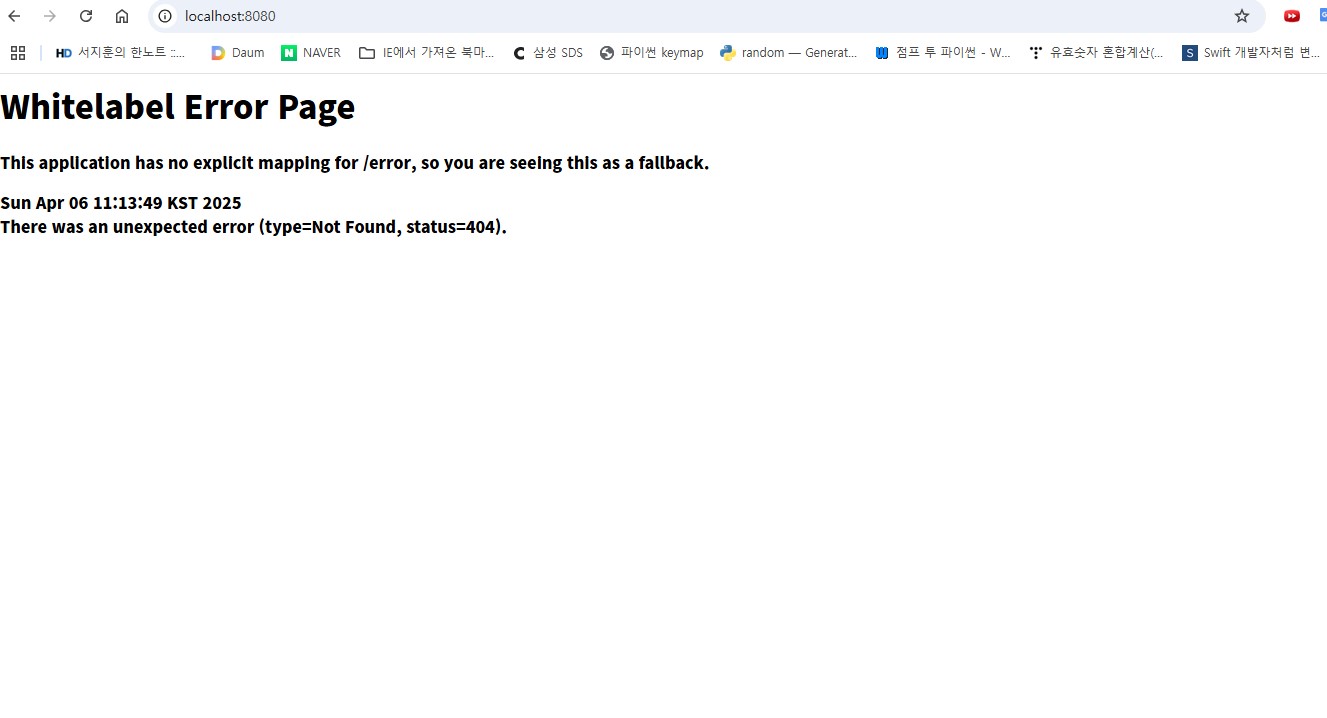 localhost:8080
HD 서지훈의 한노트 ::... Daum NAVER IE에서 가져온 북마... 삼성 SDS 파이썬 keymap random — Generat... 점프 투 파이썬 - W... 유효숫자 혼합계산(... S Swift 개발자처럼 변...
Whitelabel Error Page
This application has no explicit mapping for /error, so you are seeing this as a fallback.
Sun Apr 06 11:13:49 KST 2025
There was an unexpected error (type=Not Found, status=404).